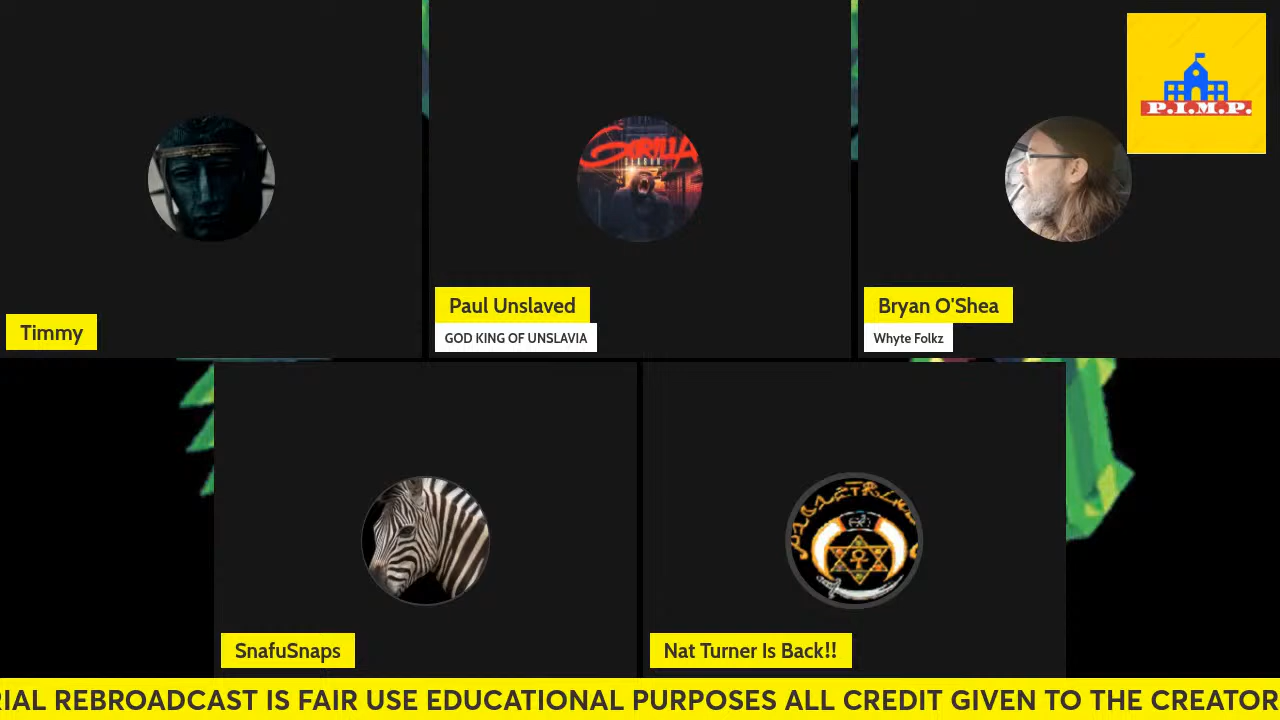 P.I.M.P.
GORILLA
Timmy
Paul Unslaved
GOD KING OF UNSLAVIA
Bryan O'Shea
Whyte Folkz
SnafuSnaps
Nat Turner Is Back!!
RIAL REBROADCAST IS FAIR USE EDUCATIONAL PURPOSES ALL CREDIT GIVEN TO THE CREATOR